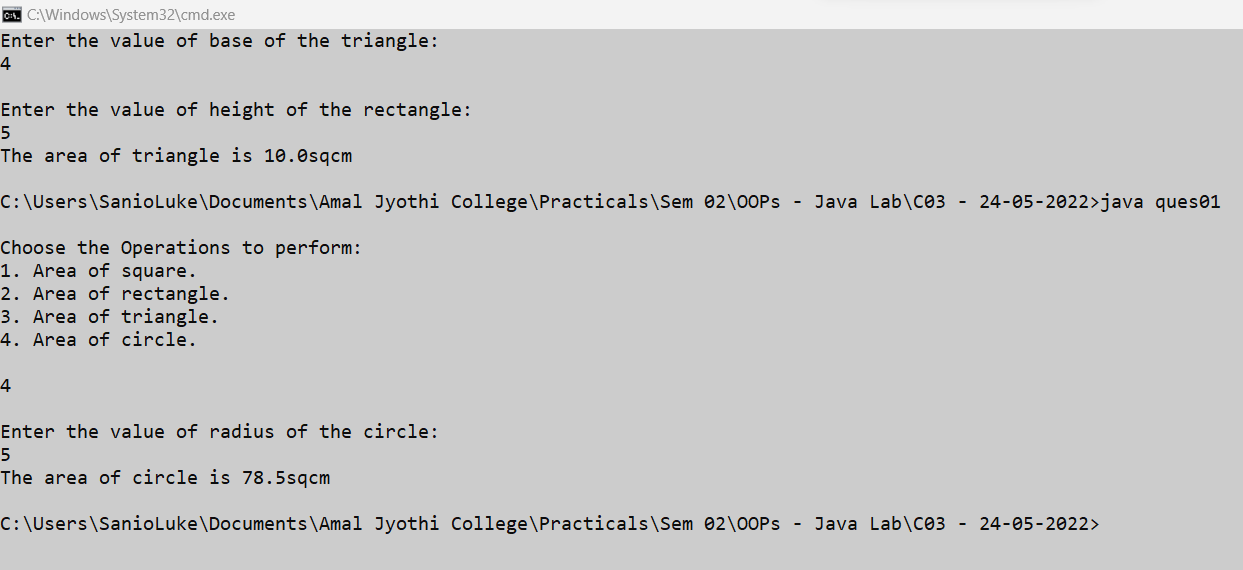 C:\Windows\System32\cmd.exe
Enter the value of base of the triangle:
4
Enter the value of height of the rectangle:
5
The area of triangle is 10.0sqcm
C:\Users\SanioLuke\Documents\Amal Jyothi College\Practicals\Sem 02\OOPs - Java Lab\C03 - 24-05-2022>java ques01
Choose the Operations to perform:
1. Area of square.
2. Area of rectangle.
3. Area of triangle.
4. Area of circle.
4
Enter the value of radius of the circle:
5
The area of circle is 78.5sqcm
C:\Users\SanioLuke\Documents\Amal Jyothi College\Practicals\Sem 02\OOPs - Java Lab\C03 - 24-05-2022>